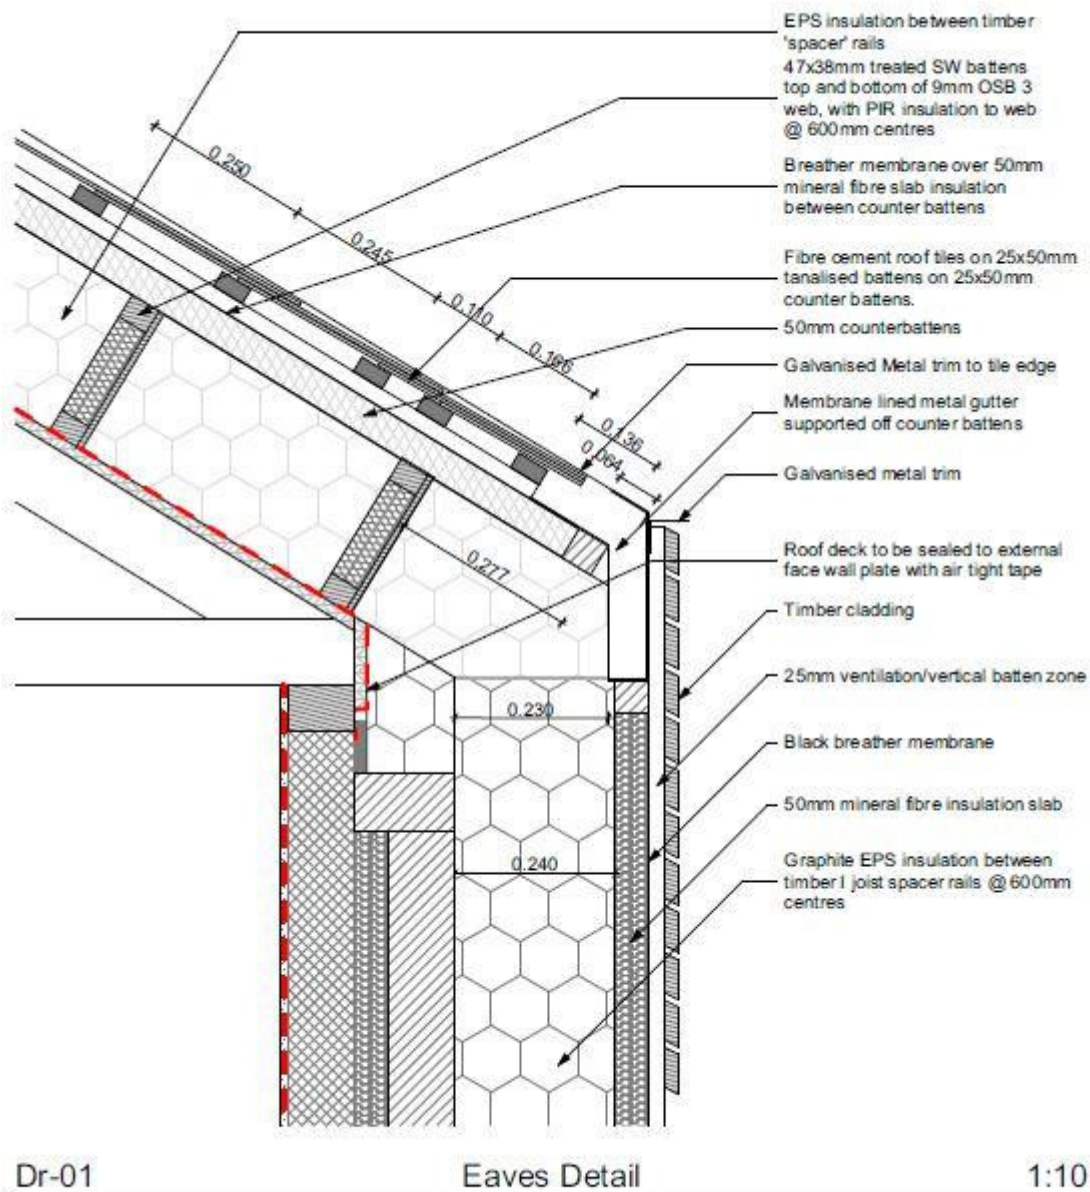 EPS insulation between timber
'spacer' rails
47x38mm treated SW battens
top and bottom of 9mm OSB 3
web, with PIR insulation to web
@ 600mm centres
Breather membrane over 50mm
mineral fibre slab insulation
between counter battens
Fibre cement roof tiles on 25x50mm
tanalised battens on 25x50mm
counter battens.
50mm counterbattens
Galvanised Metal trim to tile edge
Membrane lined metal gutter
supported off counter battens
Galvanised metal trim
Roof deck to be sealed to external
face wall plate with air tight tape
Timber cladding
25mm ventilation/vertical batten zone
Black breather membrane
50mm mineral fibre insulation slab
Graphite EPS insulation between
timber I joist spacer rails @ 600mm
centres
0.250
0.245
0.110
0.166
0.136
0.064
0.277
0.230
0.240
Dr-01
Eaves Detail
1:10